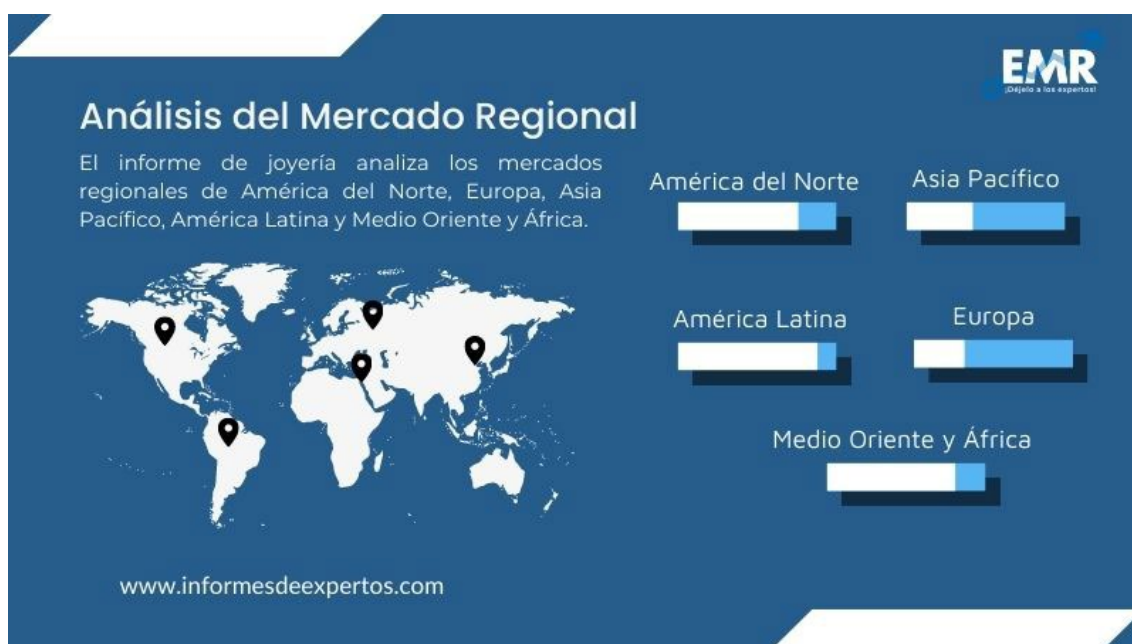 EMR
¡Déjelo a los expertos!
Análisis del Mercado Regional
El informe de joyería analiza los mercados
regionales de América del Norte, Europa, Asia
Pacífico, América Latina y Medio Oriente y África.
América del Norte
Asia Pacífico
América Latina
Europa
Medio Oriente y África
www.informesdeexpertos.com